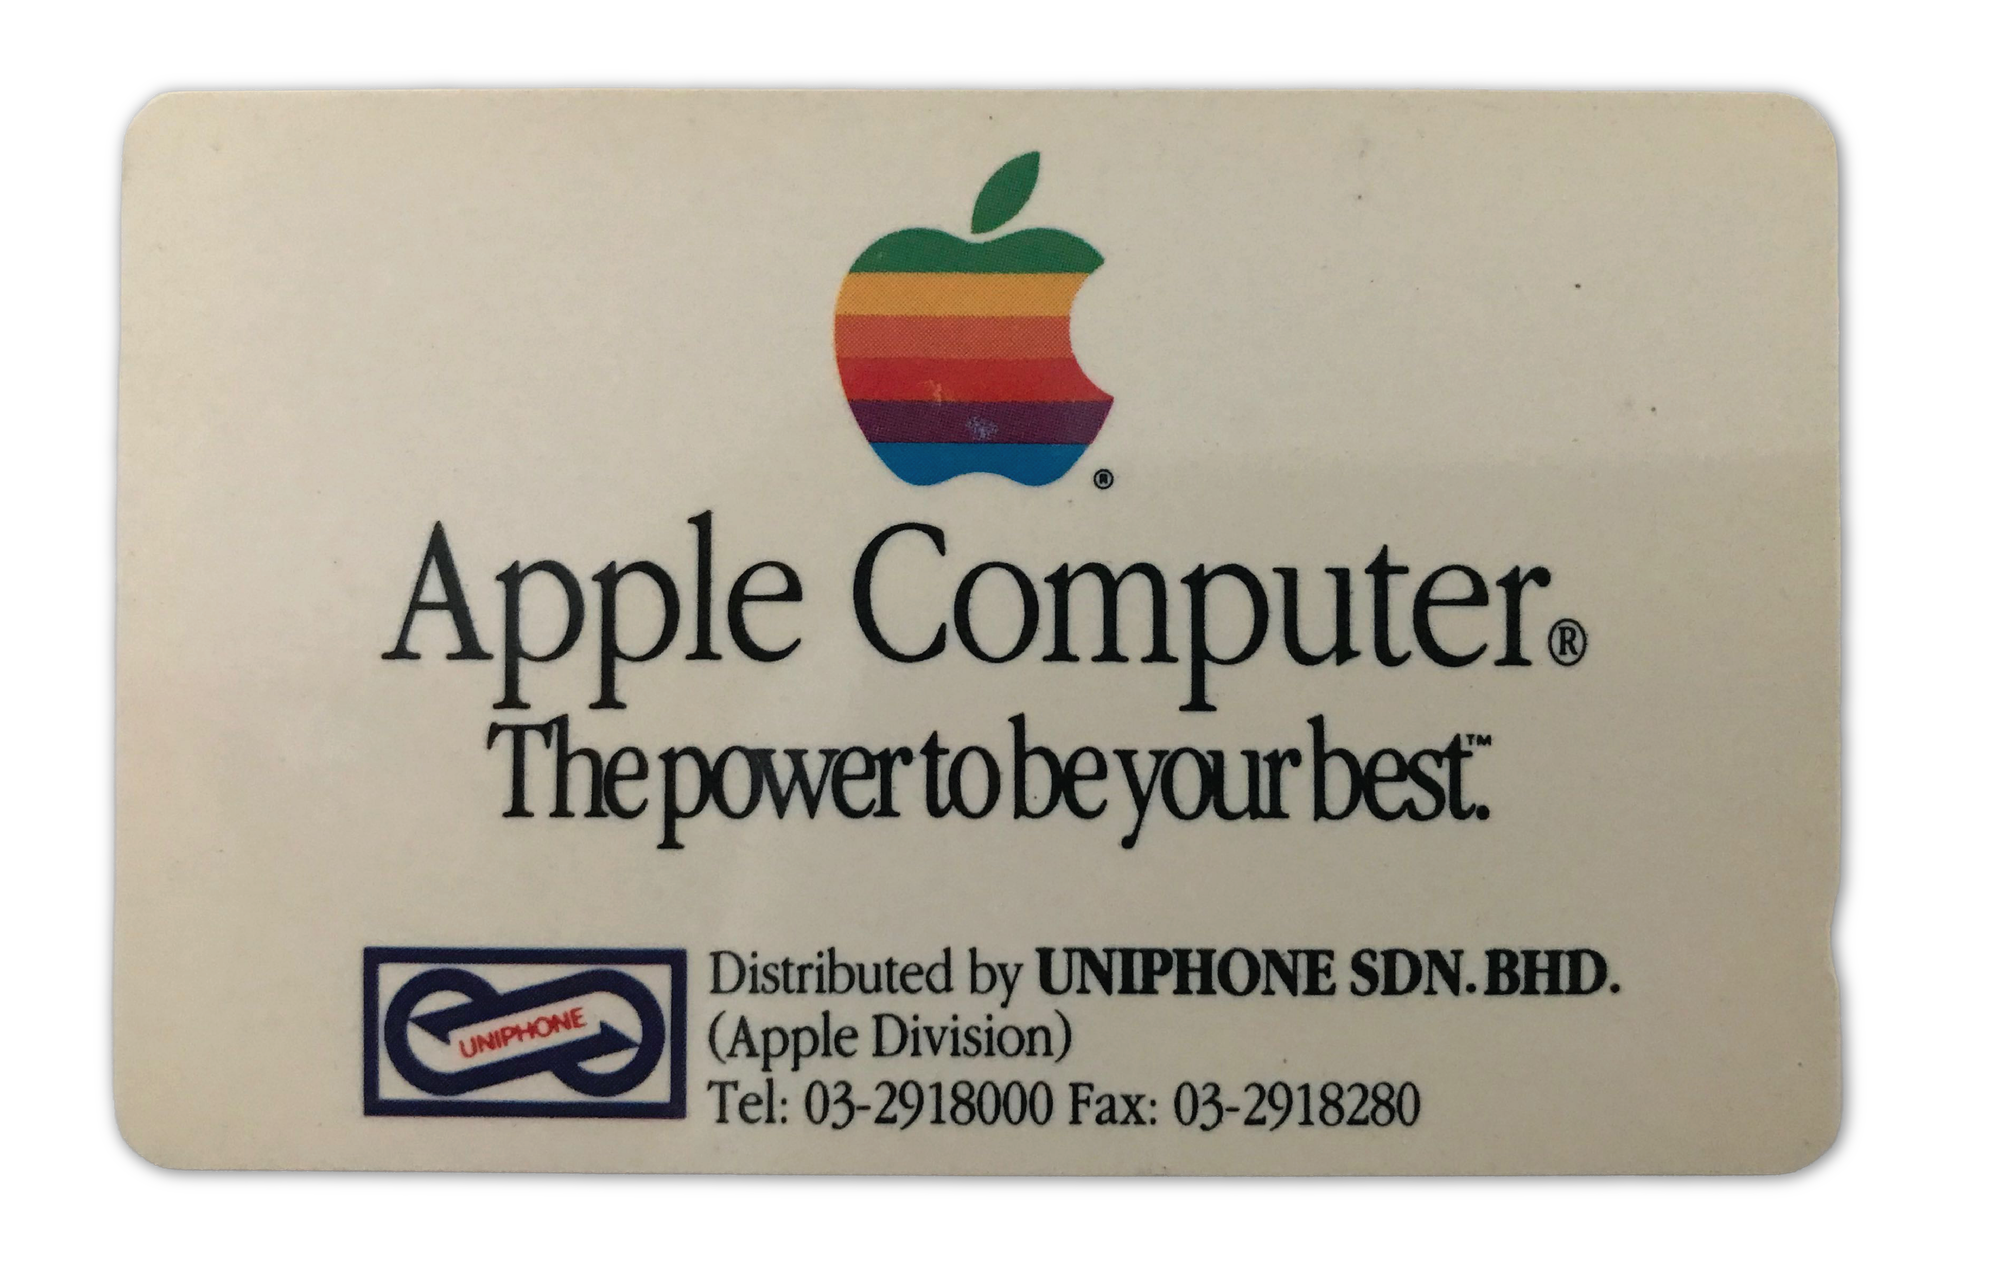 ®
Apple Computer®
The power to be your best.™
UNIPHONE
Distributed by UNIPHONE SDN. BHD.
(Apple Division)
Tel: 03-2918000 Fax: 03-2918280